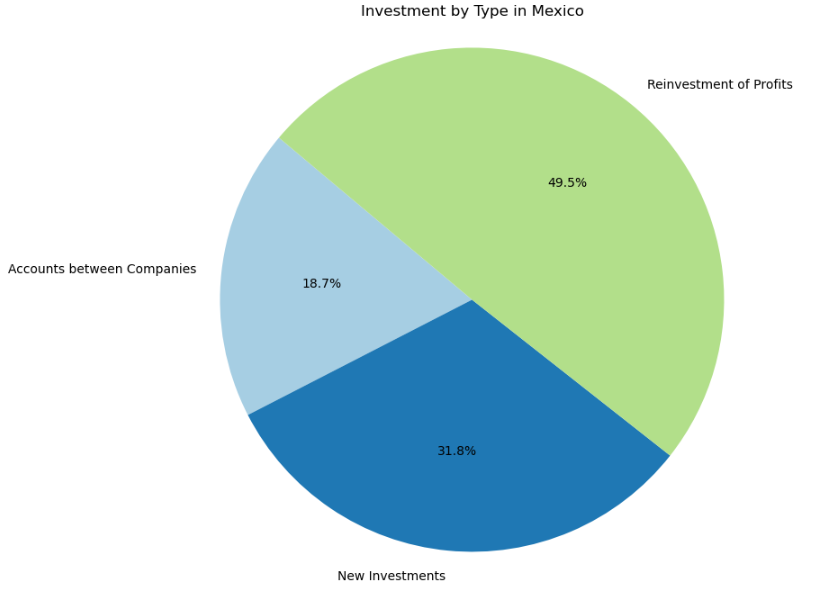 Investment by Type in Mexico
Reinvestment of Profits
49.5%
Accounts between Companies
18.7%
31.8%
New Investments